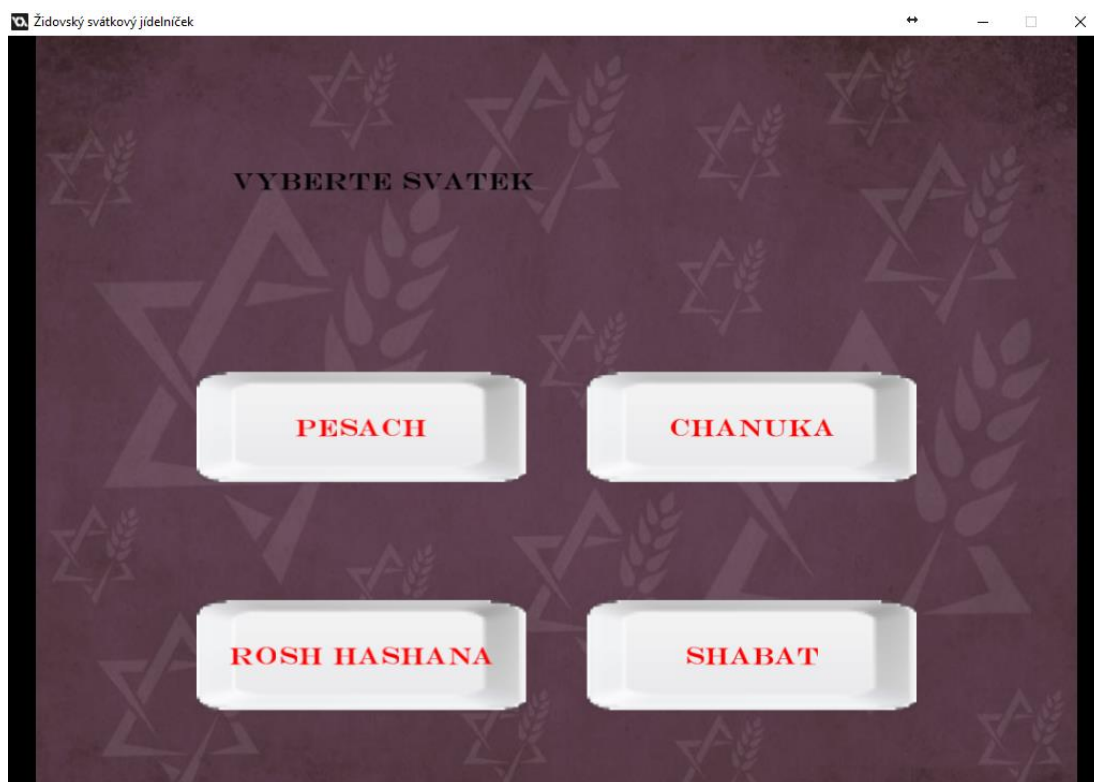 Židovský svátkový jídelníček
VYBERTE SVATEK
PESACH
CHANUKA
ROSH HASHANA
SHABAT